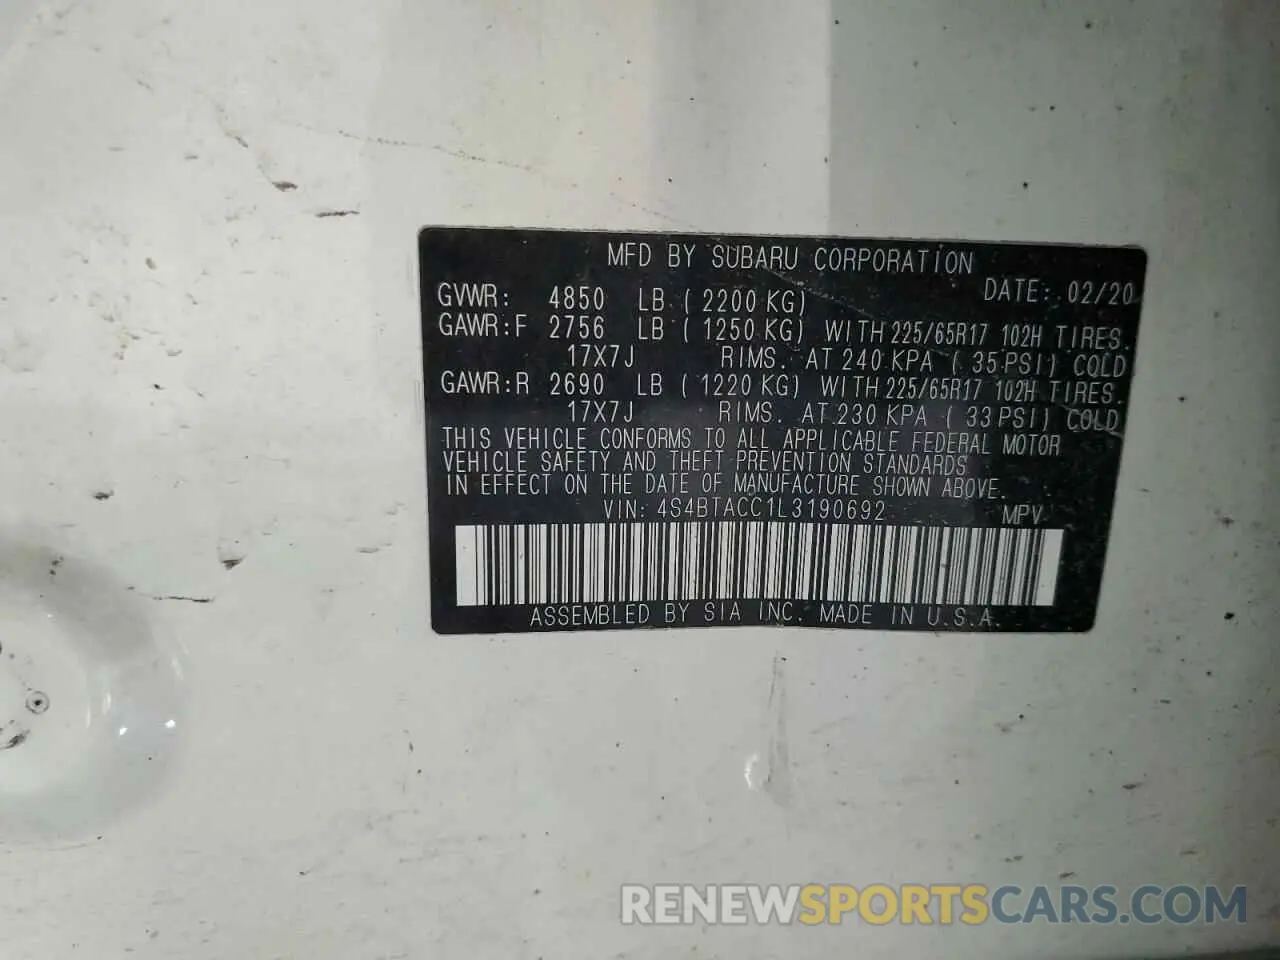 MFD BY SUBARU CORPORATION
DATE: 02/20
GVWR: 4850 LB ( 2200 KG)
GAWR:F 2756 LB ( 1250 KG) WITH 225/65R17 102H TIRES.
17X7J RIMS. AT 240 KPA ( 35 PSI) COLD
GAWR:R 2690 LB ( 1220 KG) WITH 225/65R17 102H TIRES.
17X7J RIMS. AT 230 KPA ( 33 PSI) COLD
THIS VEHICLE CONFORMS TO ALL APPLICABLE FEDERAL MOTOR
VEHICLE SAFETY AND THEFT PREVENTION STANDARDS
IN EFFECT ON THE DATE OF MANUFACTURE SHOWN ABOVE.
VIN: 4S4BTACC1L3190692 MPV
ASSEMBLED BY SIA INC. MADE IN U.S.A.
RENEWSPORTSCARS.COM